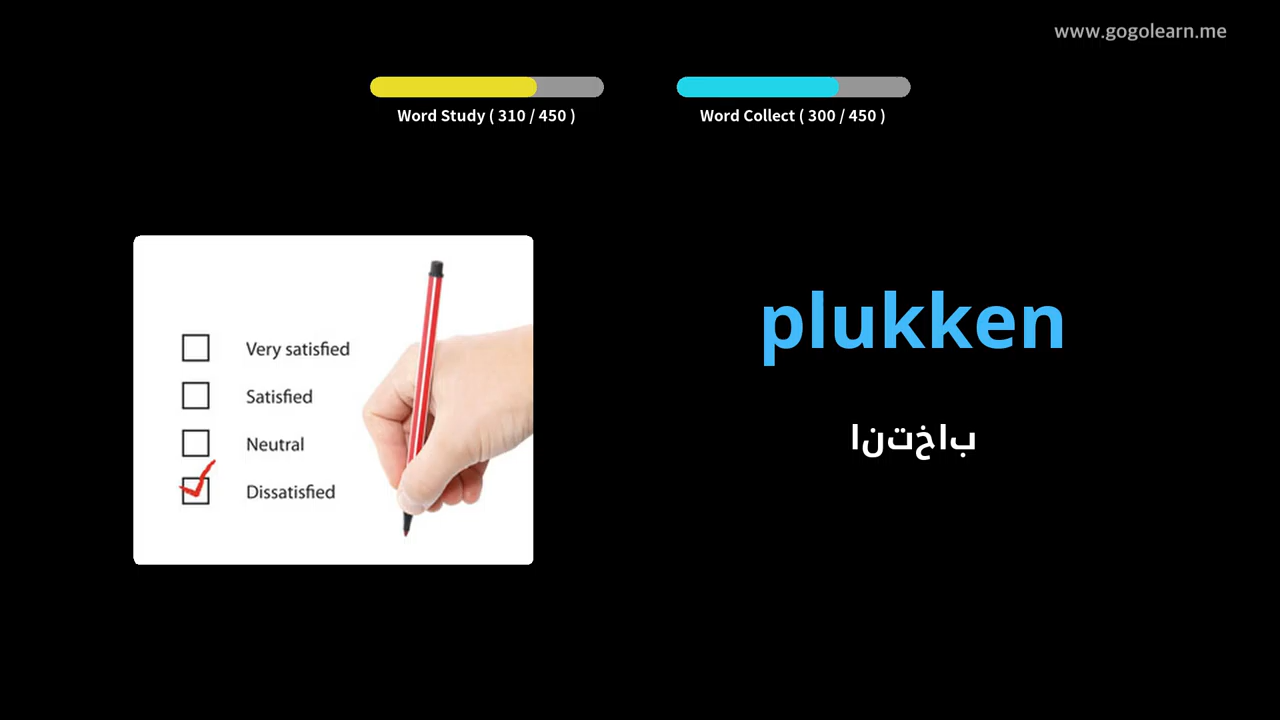 www.gogolearn.me
Word Study ( 310 / 450 )
Word Collect ( 300 / 450 )
Very satisfied
Satisfied
Neutral
Dissatisfied
plukken
انتخاب